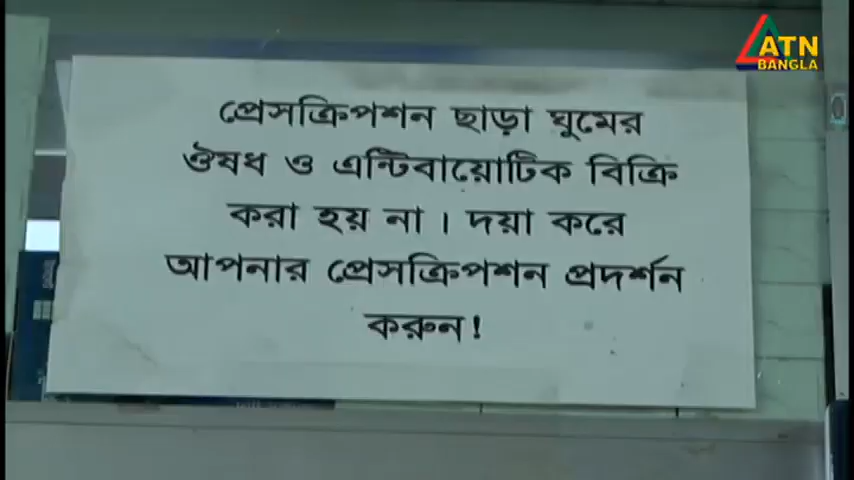 ATN
BANGLA
প্রেসক্রিপশন ছাড়া ঘুমের
ঔষধ ও এন্টিবায়োটিক বিক্রি
করা হয় না। দয়া করে
আপনার প্রেসক্রিপশন প্রদর্শন
করুন!